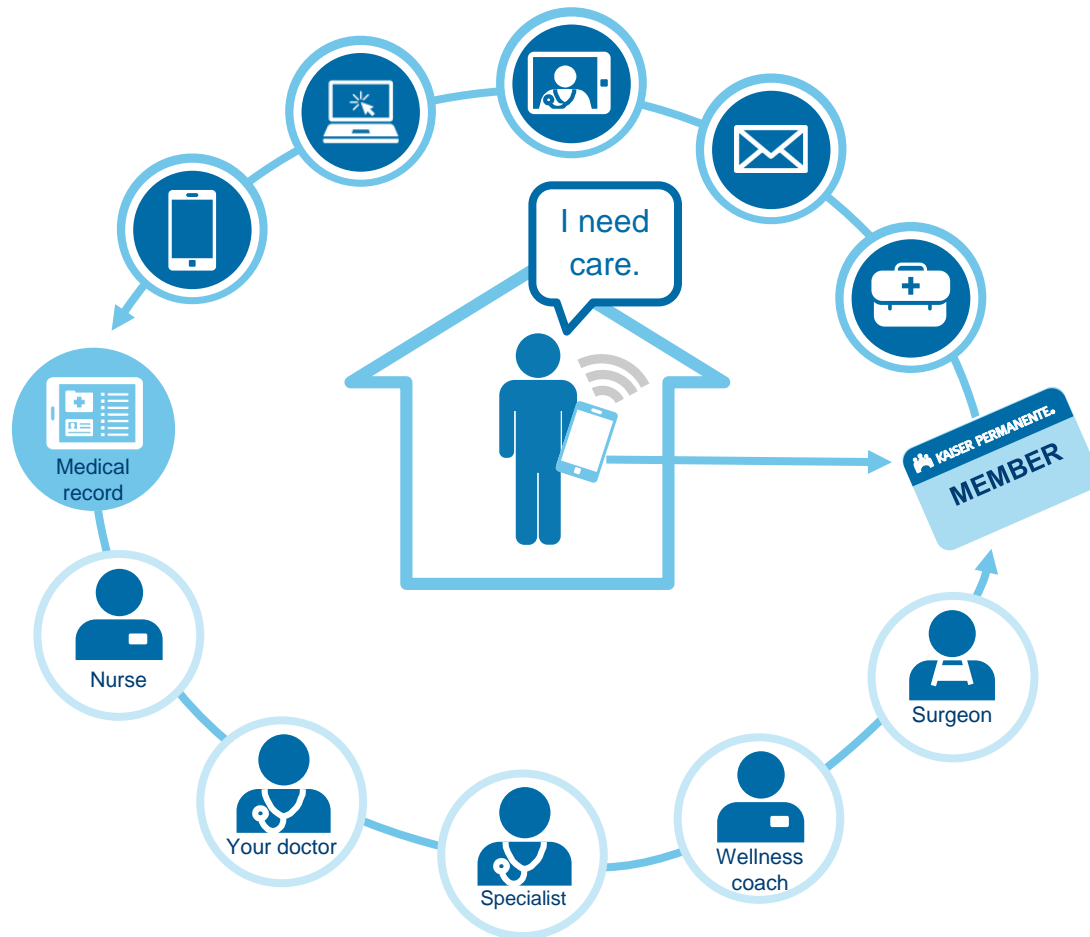 I need
care.
KAISER PERMANENTE.
MEMBER
Medical
record
Nurse
Your doctor
Specialist
Wellness
coach
Surgeon